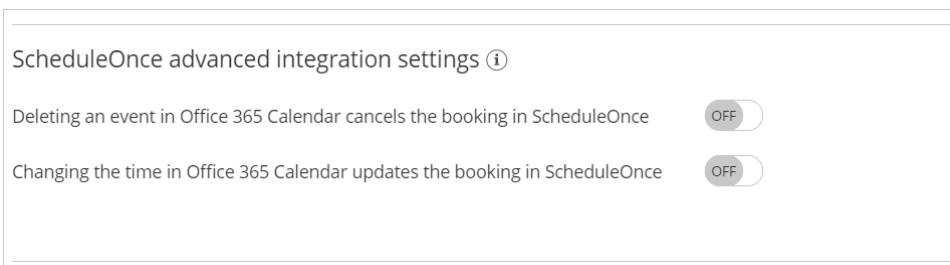 ScheduleOnce advanced integration settings i
Deleting an event in Office 365 Calendar cancels the booking in ScheduleOnce OFF
Changing the time in Office 365 Calendar updates the booking in ScheduleOnce OFF